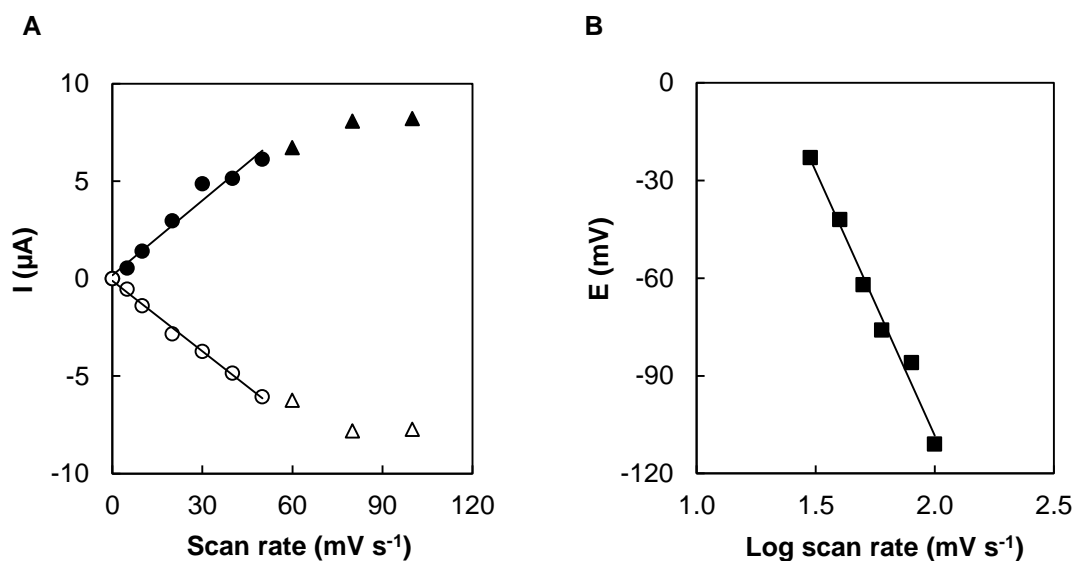 A
B
10
5
0
-5
-10
I (µA)
0 30 60 90 120
Scan rate (mV s⁻¹)
0
-30
-60
-90
-120
E (mV)
1.0 1.5 2.0 2.5
Log scan rate (mV s⁻¹)